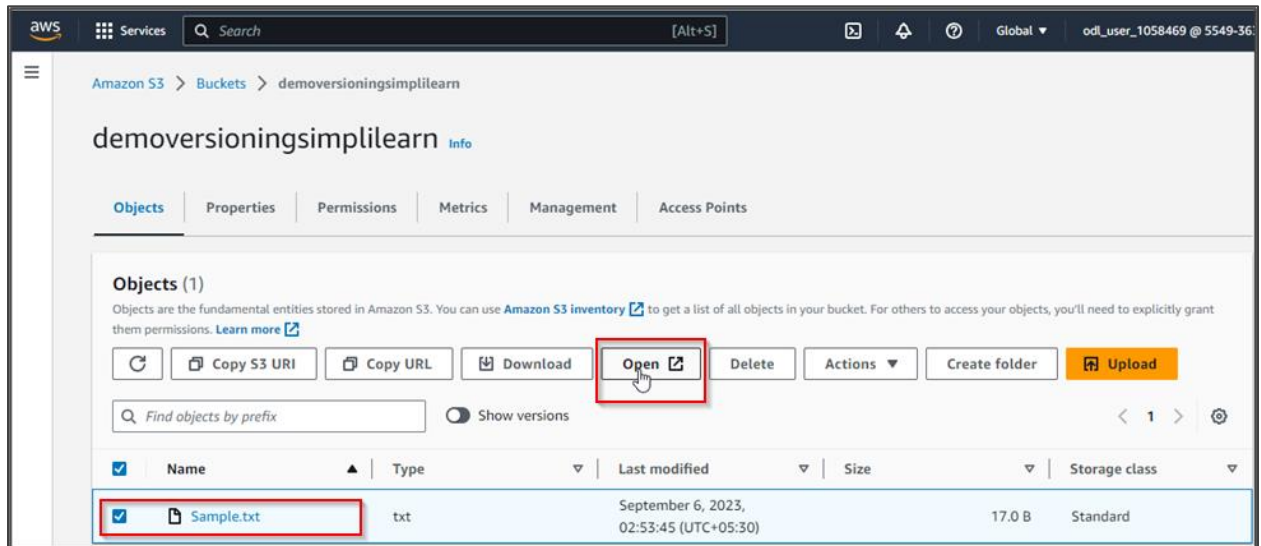 aws
Services
Search
[Alt+S]
Global
odl_user_1058469 @ 5549-36
Amazon S3 > Buckets > demoversioningsimplilearn
demoversioningsimplilearn Info
Objects
Properties
Permissions
Metrics
Management
Access Points
Objects (1)
Objects are the fundamental entities stored in Amazon S3. You can use Amazon S3 inventory to get a list of all objects in your bucket. For others to access your objects, you'll need to explicitly grant
them permissions. Learn more
Copy S3 URI
Copy URL
Download
Open
Delete
Actions
Create folder
Upload
Find objects by prefix
Show versions
< 1 >
Name
Type
Last modified
Size
Storage class
Sample.txt
txt
September 6, 2023,
02:53:45 (UTC+05:30)
17.0 B
Standard